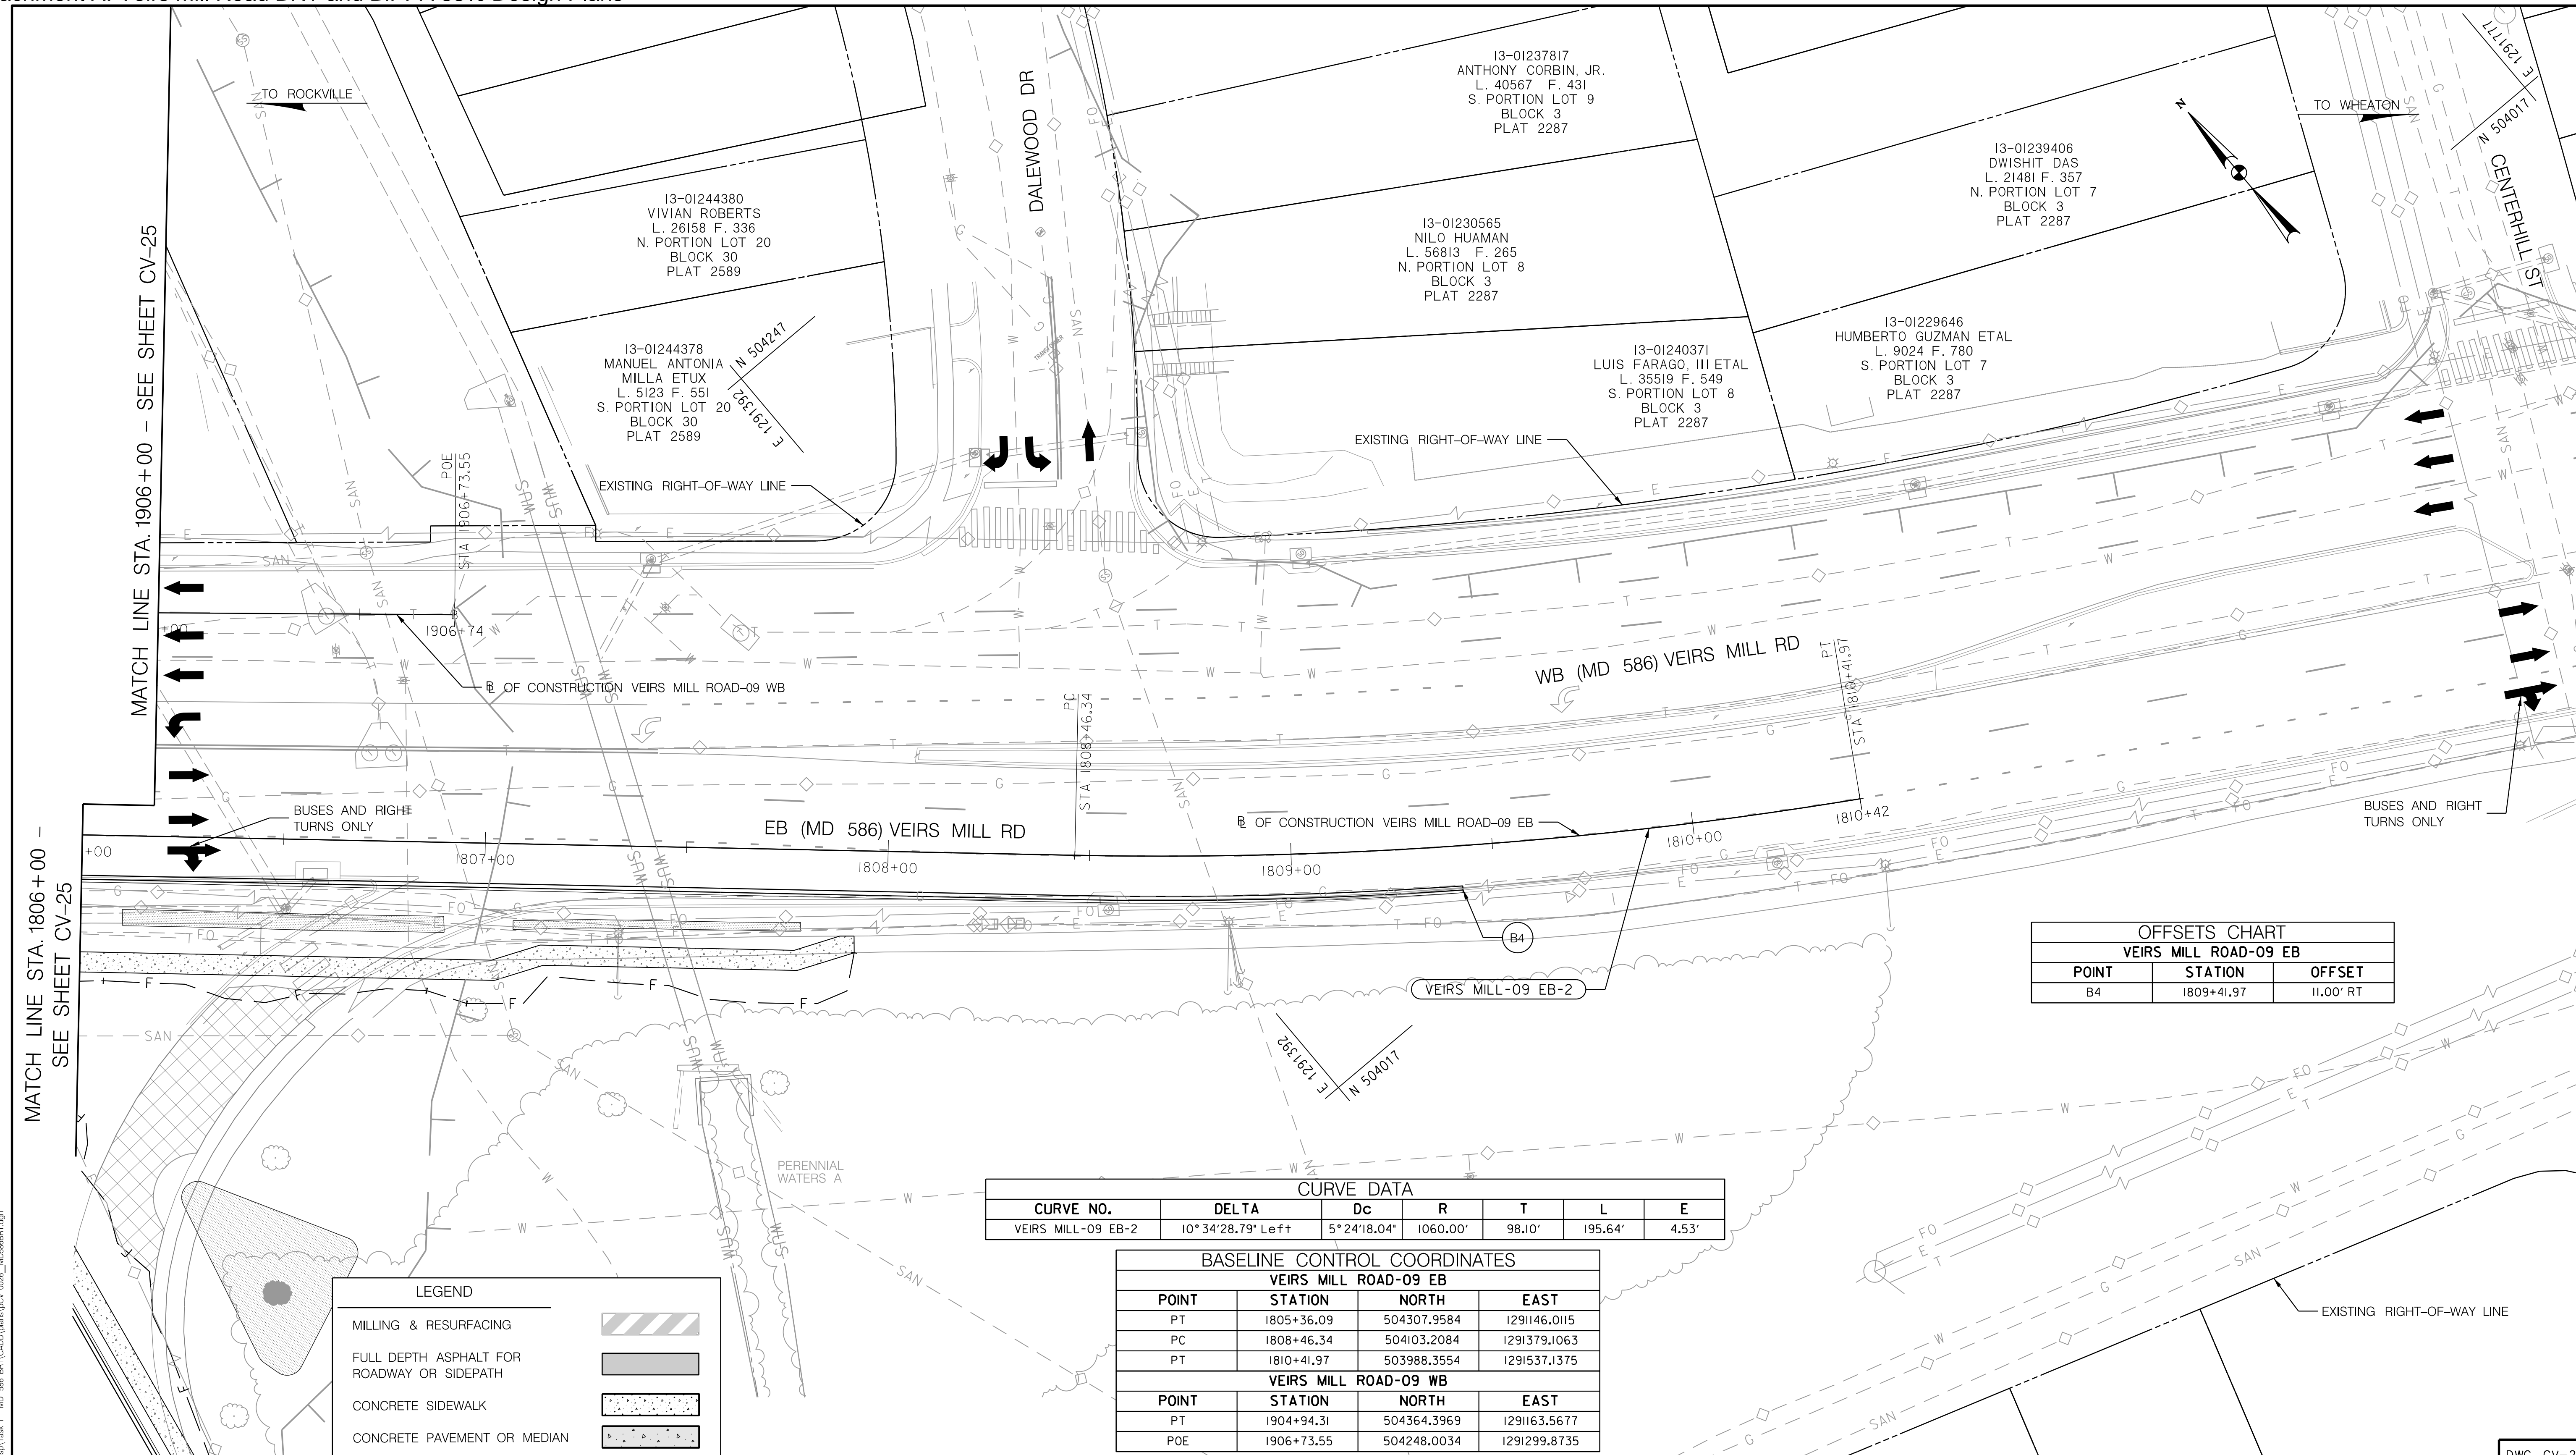 TO ROCKVILLE
DALEWOOD DR
13-01237817
ANTHONY CORBIN, JR.
L. 40567 F. 431
S. PORTION LOT 9
BLOCK 3
PLAT 2287
TO WHEATON
E 1291777
N 504017
CENTERHILL ST
N
13-01239406
DWISHIT DAS
L. 21481 F. 357
N. PORTION LOT 7
BLOCK 3
PLAT 2287
13-01244380
VIVIAN ROBERTS
L. 26158 F. 336
N. PORTION LOT 20
BLOCK 30
PLAT 2589
13-01230565
NILO HUAMAN
L. 56813 F. 265
N. PORTION LOT 8
BLOCK 3
PLAT 2287
13-01244378
MANUEL ANTONIA
MILLA ETUX
L. 5123 F. 551
S. PORTION LOT 20
BLOCK 30
PLAT 2589
N 504247
E 1291392
13-01240371
LUIS FARAGO, III ETAL
L. 35519 F. 549
S. PORTION LOT 8
BLOCK 3
PLAT 2287
13-01229646
HUMBERTO GUZMAN ETAL
L. 9024 F. 780
S. PORTION LOT 7
BLOCK 3
PLAT 2287
MATCH LINE STA. 1906+00 - SEE SHEET CV-25
EXISTING RIGHT-OF-WAY LINE
EXISTING RIGHT-OF-WAY LINE
POE
STA 1906+73.55
+00
1906+74
B OF CONSTRUCTION VEIRS MILL ROAD-09 WB
WB (MD 586) VEIRS MILL RD
PC
STA 1808+46.34
PT
STA 1810+41.97
BUSES AND RIGHT
TURNS ONLY
EB (MD 586) VEIRS MILL RD
B OF CONSTRUCTION VEIRS MILL ROAD-09 EB
+00
1807+00
1808+00
1809+00
1810+00
1810+42
BUSES AND RIGHT
TURNS ONLY
MATCH LINE STA. 1806+00 -
SEE SHEET CV-25
B4
VEIRS MILL-09 EB-2
OFFSETS CHART
VEIRS MILL ROAD-09 EB
POINT STATION OFFSET
B4 1809+41.97 11.00' RT
E 1291392
N 504017
PERENNIAL
WATERS A
CURVE DATA
CURVE NO. DELTA Dc R T L E
VEIRS MILL-09 EB-2 10°34'28.79" Left 5°24'18.04" 1060.00' 98.10' 195.64' 4.53'
BASELINE CONTROL COORDINATES
VEIRS MILL ROAD-09 EB
POINT STATION NORTH EAST
PT 1805+36.09 504307.9584 1291146.0115
PC 1808+46.34 504103.2084 1291379.1063
PT 1810+41.97 503988.3554 1291537.1375
VEIRS MILL ROAD-09 WB
POINT STATION NORTH EAST
PT 1904+94.31 504364.3969 1291163.5677
POE 1906+73.55 504248.0034 1291299.8735
EXISTING RIGHT-OF-WAY LINE
LEGEND
MILLING & RESURFACING
FULL DEPTH ASPHALT FOR
ROADWAY OR SIDEPATH
CONCRETE SIDEWALK
CONCRETE PAVEMENT OR MEDIAN